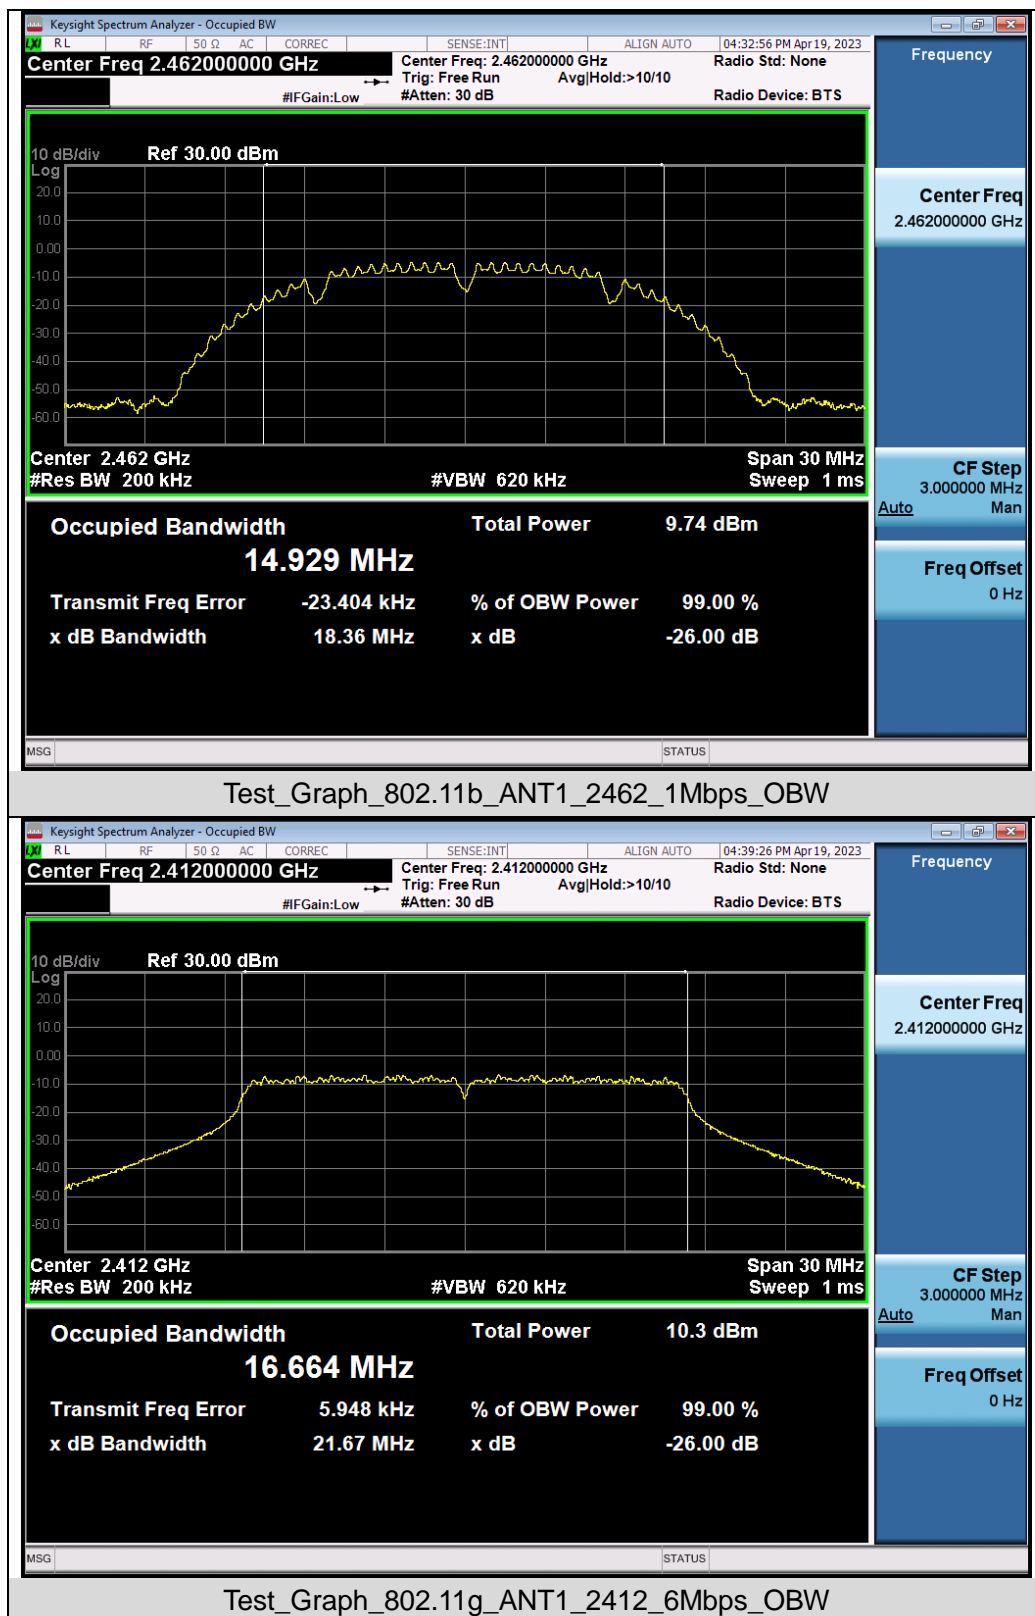 Keysight Spectrum Analyzer - Occupied BW
LXI RL RF 50 Ω AC CORREC SENSE:INT ALIGN AUTO 04:32:56 PM Apr 19, 2023
Center Freq 2.462000000 GHz
Center Freq: 2.462000000 GHz Radio Std: None
Trig: Free Run Avg|Hold:>10/10
#IFGain:Low #Atten: 30 dB Radio Device: BTS
Frequency
10 dB/div Ref 30.00 dBm
Log
20.0
10.0
0.00
-10.0
-20.0
-30.0
-40.0
-50.0
-60.0
Center 2.462 GHz Span 30 MHz
#Res BW 200 kHz #VBW 620 kHz Sweep 1 ms
Center Freq
2.462000000 GHz
CF Step
3.000000 MHz
Auto Man
Freq Offset
0 Hz
Occupied Bandwidth Total Power 9.74 dBm
14.929 MHz
Transmit Freq Error -23.404 kHz % of OBW Power 99.00 %
x dB Bandwidth 18.36 MHz x dB -26.00 dB
MSG STATUS
Test_Graph_802.11b_ANT1_2462_1Mbps_OBW
Keysight Spectrum Analyzer - Occupied BW
LXI RL RF 50 Ω AC CORREC SENSE:INT ALIGN AUTO 04:39:26 PM Apr 19, 2023
Center Freq 2.412000000 GHz
Center Freq: 2.412000000 GHz Radio Std: None
Trig: Free Run Avg|Hold:>10/10
#IFGain:Low #Atten: 30 dB Radio Device: BTS
Frequency
10 dB/div Ref 30.00 dBm
Log
20.0
10.0
0.00
-10.0
-20.0
-30.0
-40.0
-50.0
-60.0
Center 2.412 GHz Span 30 MHz
#Res BW 200 kHz #VBW 620 kHz Sweep 1 ms
Center Freq
2.412000000 GHz
CF Step
3.000000 MHz
Auto Man
Freq Offset
0 Hz
Occupied Bandwidth Total Power 10.3 dBm
16.664 MHz
Transmit Freq Error 5.948 kHz % of OBW Power 99.00 %
x dB Bandwidth 21.67 MHz x dB -26.00 dB
MSG STATUS
Test_Graph_802.11g_ANT1_2412_6Mbps_OBW